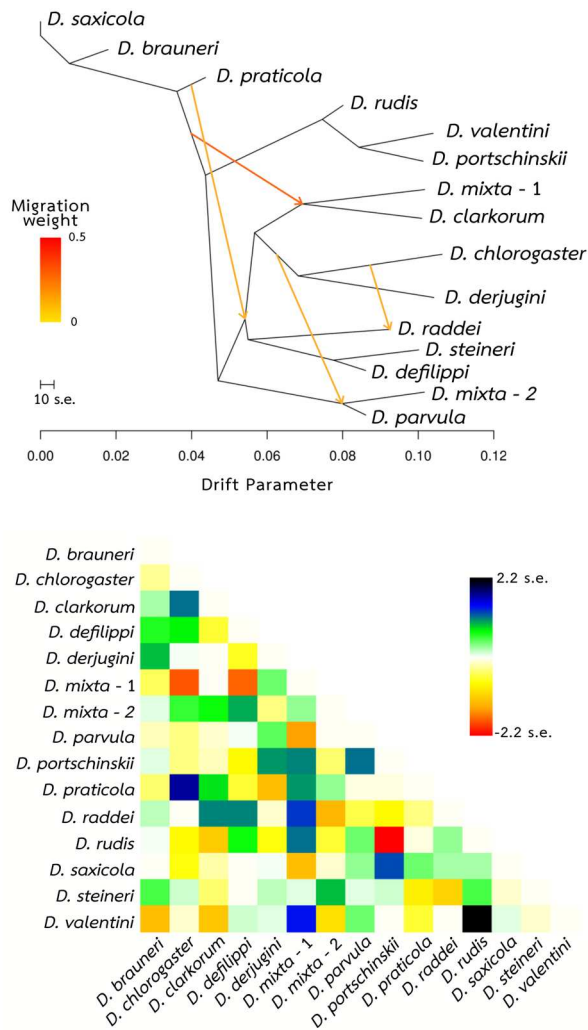 D. saxicola
D. brauneri
D. praticola
D. rudis
D. valentini
D. portschinskii
D. mixta - 1
D. clarkorum
D. chlorogaster
D. derjugini
D. raddei
D. steineri
D. defilippi
D. mixta - 2
D. parvula
Migration
weight
0.5
0
10 s.e.
0.00 0.02 0.04 0.06 0.08 0.10 0.12
Drift Parameter
D. brauneri
D. chlorogaster
D. clarkorum
D. defilippi
D. derjugini
D. mixta - 1
D. mixta - 2
D. parvula
D. portschinskii
D. praticola
D. raddei
D. rudis
D. saxicola
D. steineri
D. valentini
2.2 s.e.
-2.2 s.e.
D. brauneri
D. chlorogaster
D. clarkorum
D. defilippi
D. derjugini
D. mixta - 1
D. mixta - 2
D. parvula
D. portschinskii
D. praticola
D. raddei
D. rudis
D. saxicola
D. steineri
D. valentini